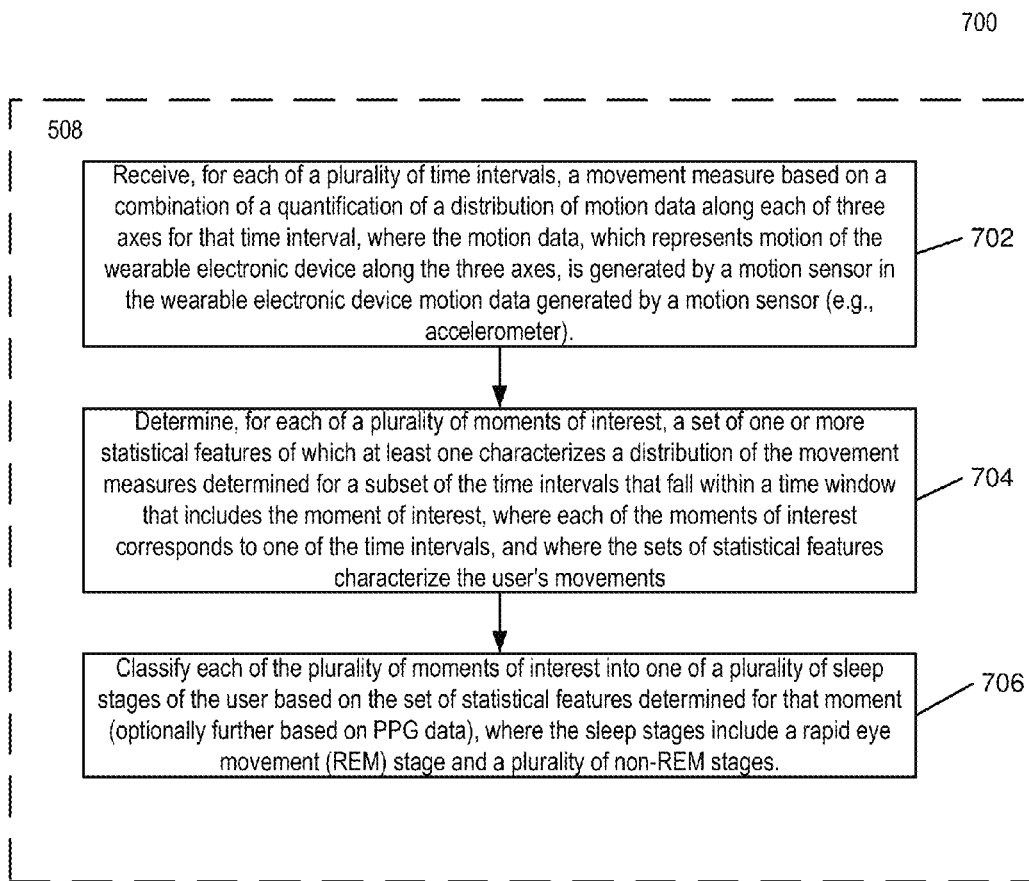 700
508
Receive, for each of a plurality of time intervals, a movement measure based on a
combination of a quantification of a distribution of motion data along each of three
axes for that time interval, where the motion data, which represents motion of the
wearable electronic device along the three axes, is generated by a motion sensor in
the wearable electronic device motion data generated by a motion sensor (e.g.,
accelerometer).
702
Determine, for each of a plurality of moments of interest, a set of one or more
statistical features of which at least one characterizes a distribution of the movement
measures determined for a subset of the time intervals that fall within a time window
that includes the moment of interest, where each of the moments of interest
corresponds to one of the time intervals, and where the sets of statistical features
characterize the user's movements
704
Classify each of the plurality of moments of interest into one of a plurality of sleep
stages of the user based on the set of statistical features determined for that moment
(optionally further based on PPG data), where the sleep stages include a rapid eye
movement (REM) stage and a plurality of non-REM stages.
706